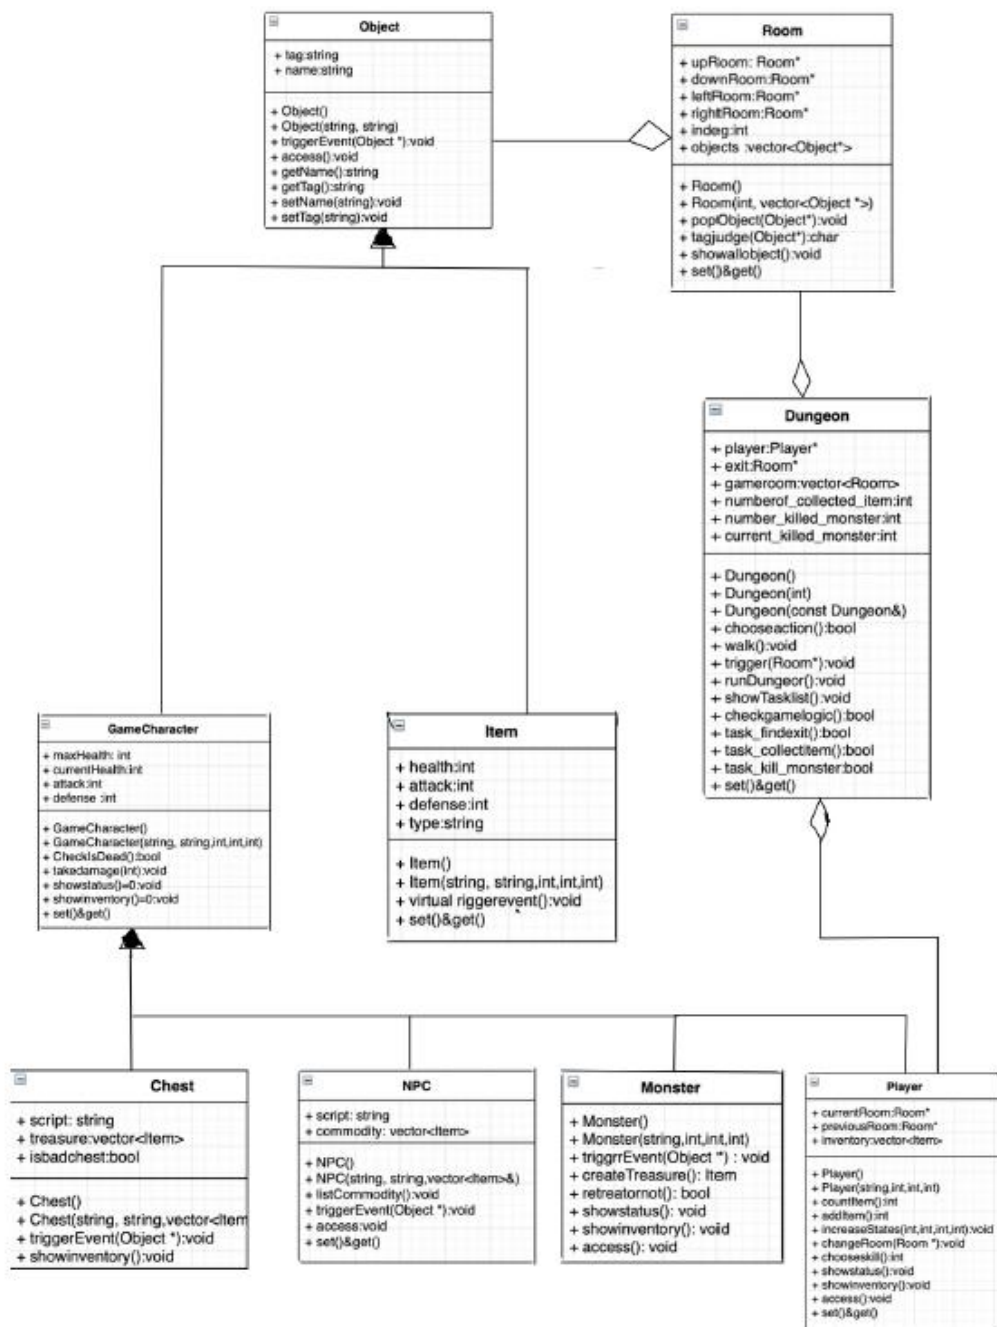 Object
+ tag:string
+ name:string
+ Object()
+ Object(string, string)
+ triggerEvent(Object *):void
+ access():void
+ getName():string
+ getTag():string
+ setName(string):void
+ setTag(string):void
Room
+ upRoom: Room*
+ downRoom:Room*
+ leftRoom:Room*
+ rightRoom:Room*
+ indeg:int
+ objects :vector<Object*>
+ Room()
+ Room(int, vector<Object *>)
+ popObject(Object*):void
+ tagjudge(Object*):char
+ showallobject():void
+ set()&get()
Dungeon
+ player:Player*
+ exit:Room*
+ gameroom:vector<Room>
+ numberof_collected_item:int
+ number_killed_monster:int
+ current_killed_monster:int
+ Dungeon()
+ Dungeon(int)
+ Dungeon(const Dungeon&)
+ chooseaction():bool
+ walk():void
+ trigger(Room*):void
+ runDungeor():void
+ showTasklist():void
+ checkgamelogic():bool
+ task_findexit():bool
+ task_collectitem():bool
+ task_kill_monster:bool
+ set()&get()
GameCharacter
+ maxHealth: int
+ currentHealth:int
+ attack:int
+ defense :int
+ GameCharacter()
+ GameCharacter(string, string,int,int,int)
+ CheckIsDead():bool
+ takedamage(int):void
+ showstatus()=0:void
+ showinventory()=0:void
+ set()&get()
Item
+ health:int
+ attack:int
+ defense:int
+ type:string
+ Item()
+ Item(string, string,int,int,int)
+ virtual riggerevent():void
+ set()&get()
Chest
+ script: string
+ treasure:vector<Item>
+ isbadchest:bool
+ Chest()
+ Chest(string, string,vector<Item
+ triggerEvent(Object *):void
+ showinventory():void
NPC
+ script: string
+ commodity: vector<Item>
+ NPC()
+ NPC(string, string,vector<Item>&)
+ listCommodity():void
+ triggerEvent(Object *):void
+ access:void
+ set()&get()
Monster
+ Monster()
+ Monster(string,int,int,int)
+ triggrrEvent(Object *) : void
+ createTreasure(): Item
+ retreatornot(): bool
+ showstatus(): void
+ showinventory(): void
+ access(): void
Player
+ currentRoom:Room*
+ previousRoom:Room*
+ inventory:vector<Item>
+ Player()
+ Player(string,int,int,int)
+ countItem():int
+ addItem():int
+ increaseStates(int,int,int,int):void
+ changeRoom(Room *):void
+ chooseskill():int
+ showstatus():void
+ showinventory():void
+ access():void
+ set()&get()